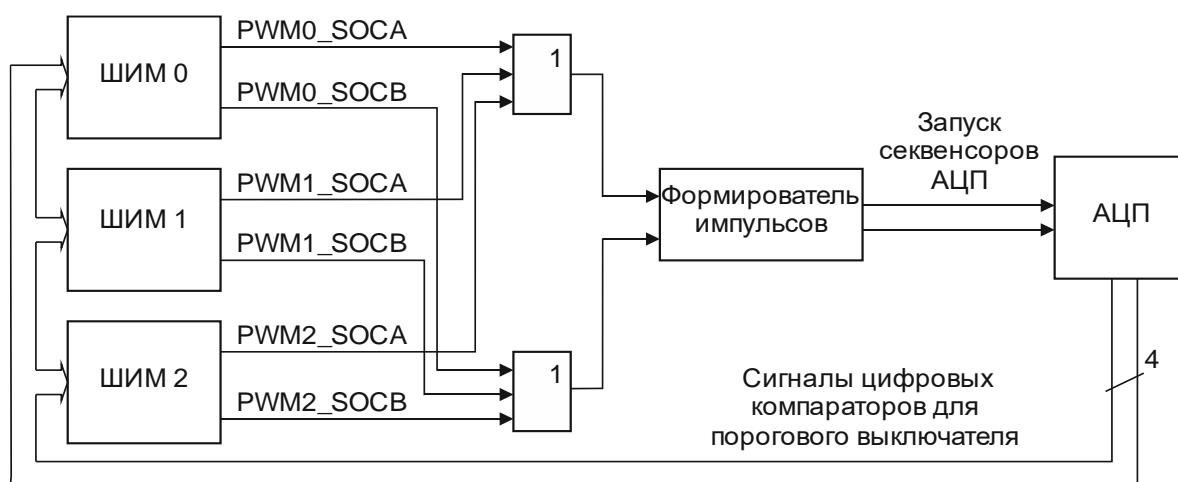 ШИМ 0
PWM0_SOCA
PWM0_SOCB
1
ШИМ 1
PWM1_SOCA
PWM1_SOCB
ШИМ 2
PWM2_SOCA
PWM2_SOCB
1
Формирователь
импульсов
Запуск
секвенсоров
АЦП
АЦП
4
Сигналы цифровых
компараторов для
порогового выключателя